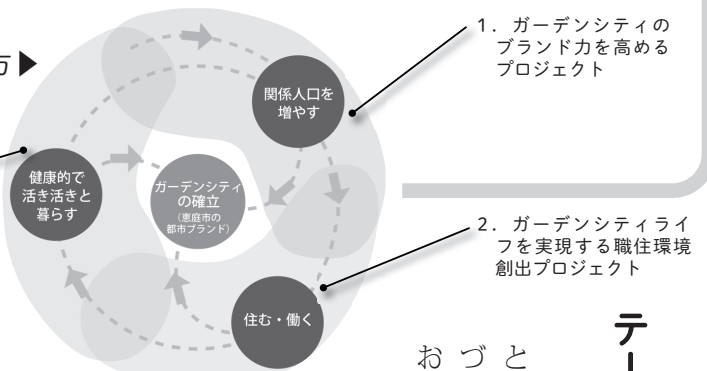 1．ガーデンシティの
ブランド力を高める
プロジェクト
関係人口を
増やす
健康的で
活き活きと
暮らす
ガーデンシティ
の確立
（恵庭市の
都市ブランド）
2．ガーデンシティライ
フを実現する職住環境
創出プロジェクト
住む・働く
テー
と
づ
お